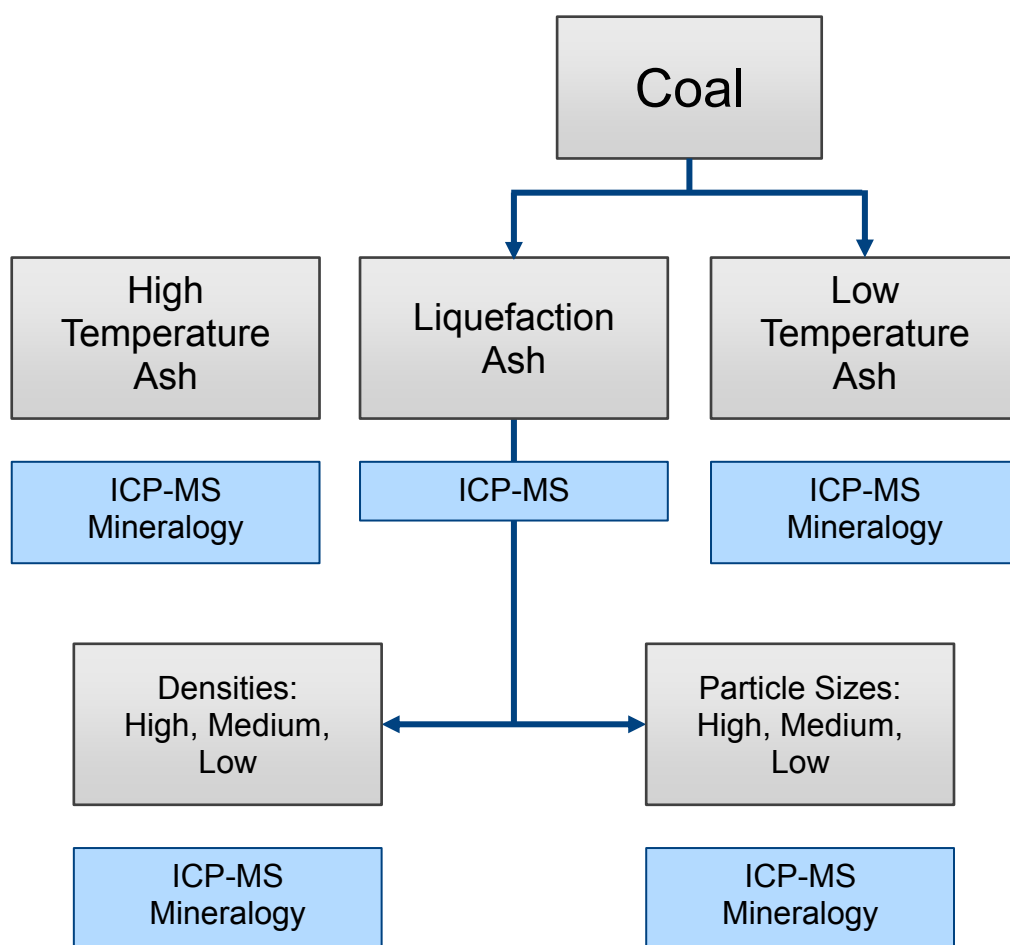 Coal
High
Temperature
Ash
Liquefaction
Ash
Low
Temperature
Ash
ICP-MS
Mineralogy
ICP-MS
ICP-MS
Mineralogy
Densities:
High, Medium,
Low
Particle Sizes:
High, Medium,
Low
ICP-MS
Mineralogy
ICP-MS
Mineralogy